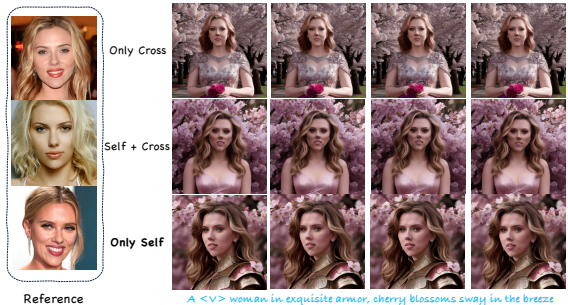 Only Cross
Self + Cross
Only Self
Reference
A <v> woman in exquisite armor, cherry blossoms sway in the breeze